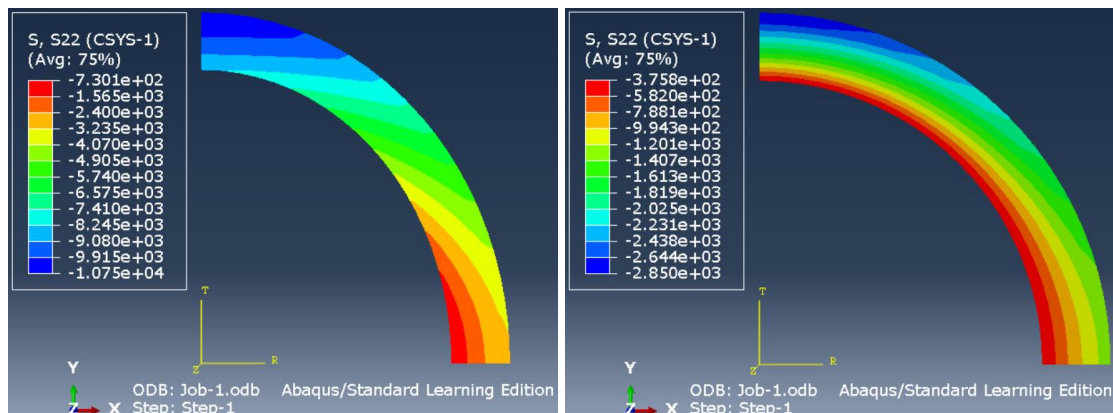 S, S22 (CSYS-1)
(Avg: 75%)
-7.301e+02
-1.565e+03
-2.400e+03
-3.235e+03
-4.070e+03
-4.905e+03
-5.740e+03
-6.575e+03
-7.410e+03
-8.245e+03
-9.080e+03
-9.915e+03
-1.075e+04
T
Z
R
Y
Z
X
ODB: Job-1.odb Abaqus/Standard Learning Edition
Step: Step-1
S, S22 (CSYS-1)
(Avg: 75%)
-3.758e+02
-5.820e+02
-7.881e+02
-9.943e+02
-1.201e+03
-1.407e+03
-1.613e+03
-1.819e+03
-2.025e+03
-2.231e+03
-2.438e+03
-2.644e+03
-2.850e+03
T
Z
R
Y
Z
X
ODB: Job-1.odb Abaqus/Standard Learning Edition
Step: Step-1